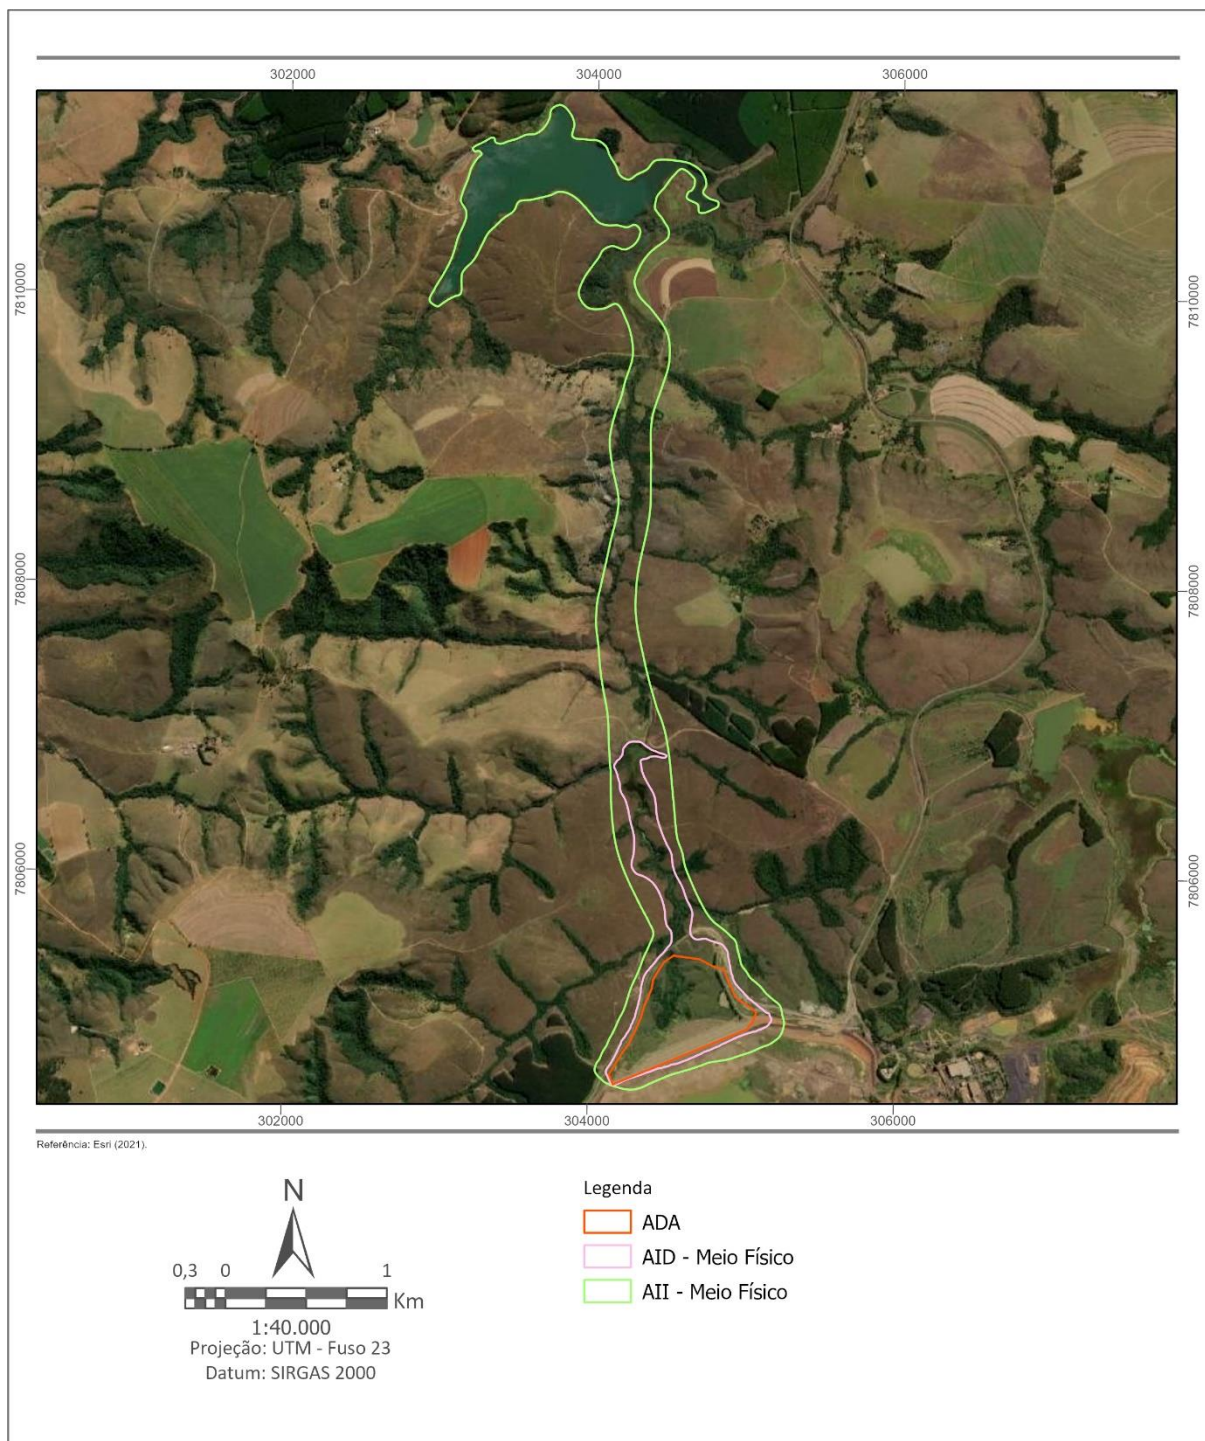 302000 304000 306000
7810000 7810000
7808000 7808000
7806000 7806000
302000 304000 306000
Referência: Esri (2021).
N
0,3 0 1
Km
1:40.000
Projeção: UTM - Fuso 23
Datum: SIRGAS 2000
Legenda
ADA
AID - Meio Físico
AII - Meio Físico